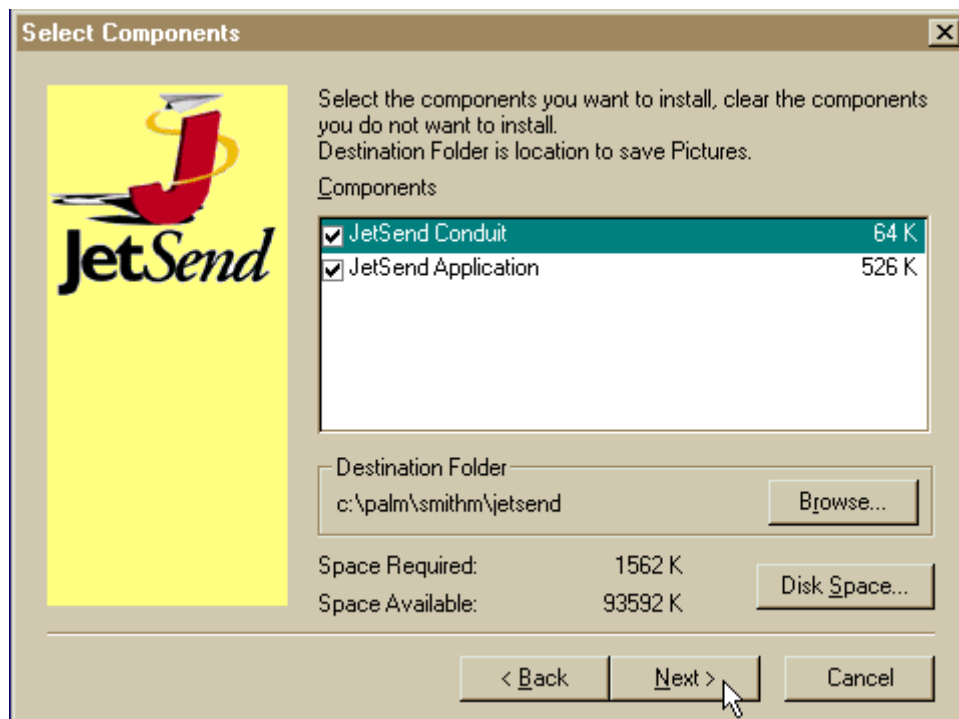 Select Components
JetSend
Select the components you want to install, clear the components
you do not want to install.
Destination Folder is location to save Pictures.
Components
JetSend Conduit 64 K
JetSend Application 526 K
Destination Folder
c:\palm\smithm\jetsend
Browse...
Space Required: 1562 K
Space Available: 93592 K
Disk Space...
< Back Next > Cancel